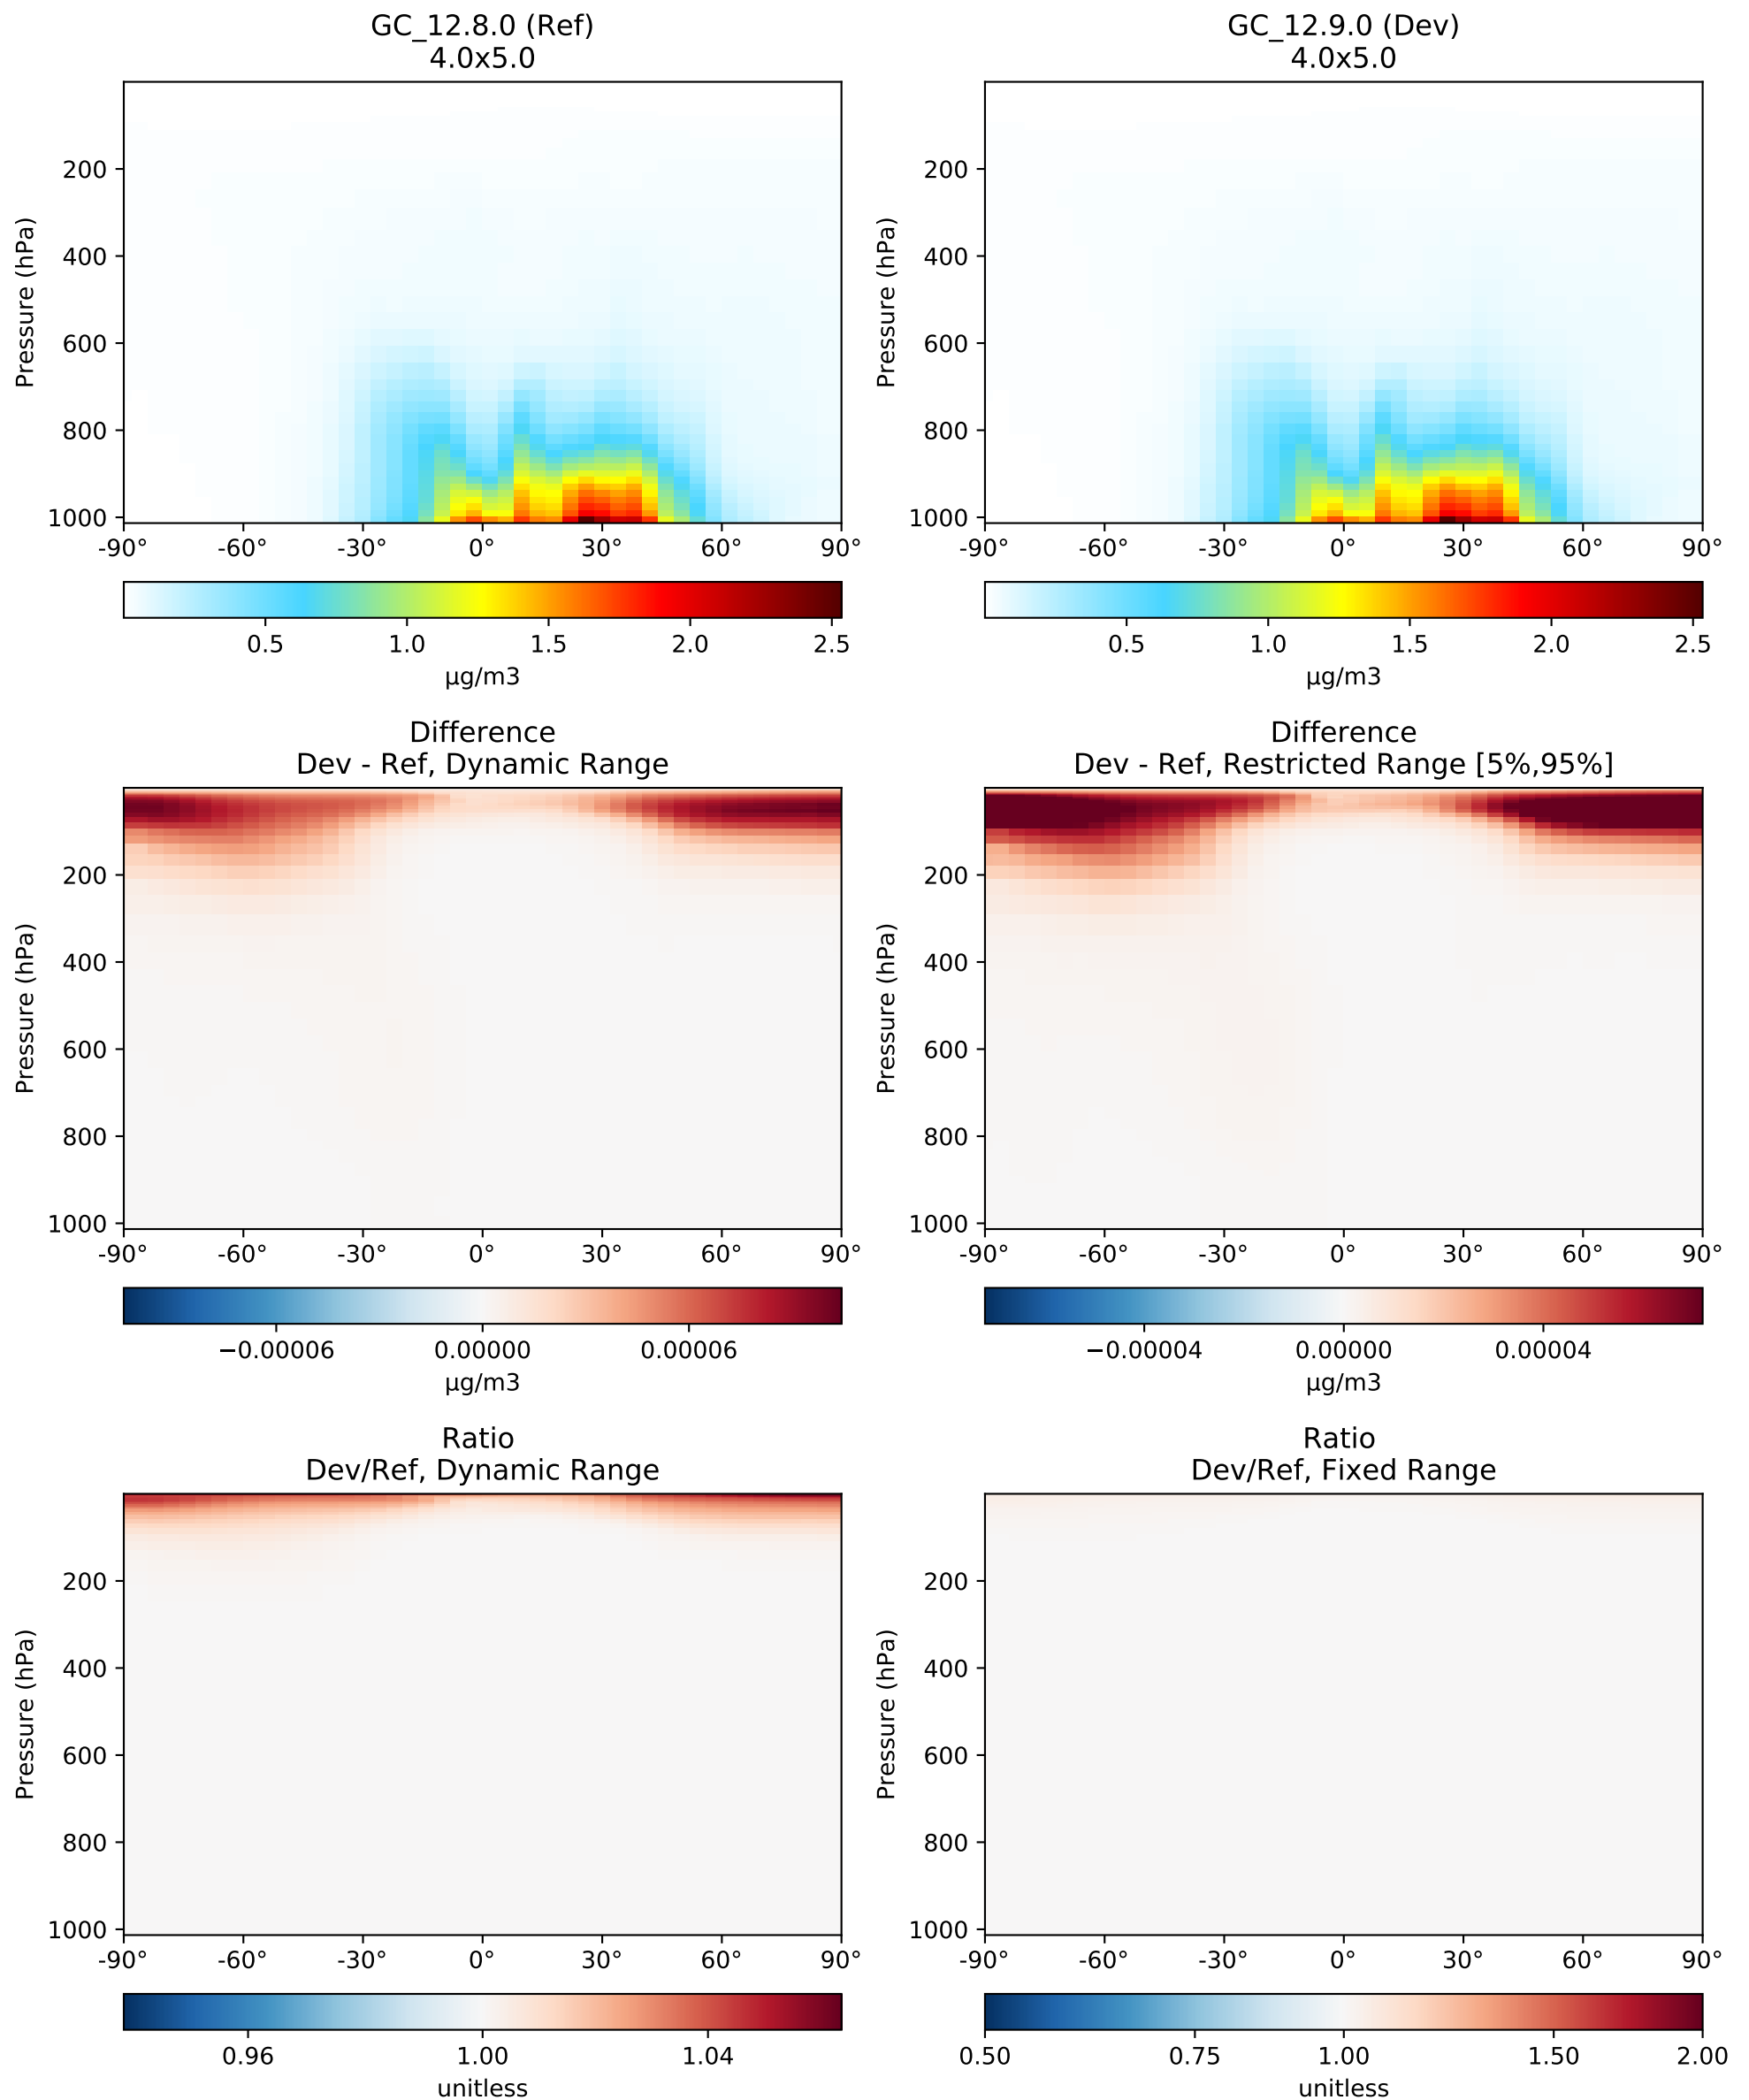 GC_12.8.0 (Ref)
4.0x5.0
Pressure (hPa)
200
400
600
800
1000
-90° -60° -30° 0° 30° 60° 90°
0.5 1.0 1.5 2.0 2.5
µg/m3
GC_12.9.0 (Dev)
4.0x5.0
Pressure (hPa)
200
400
600
800
1000
-90° -60° -30° 0° 30° 60° 90°
0.5 1.0 1.5 2.0 2.5
µg/m3
Difference
Dev - Ref, Dynamic Range
Pressure (hPa)
200
400
600
800
1000
-90° -60° -30° 0° 30° 60° 90°
−0.00006 0.00000 0.00006
µg/m3
Difference
Dev - Ref, Restricted Range [5%,95%]
Pressure (hPa)
200
400
600
800
1000
-90° -60° -30° 0° 30° 60° 90°
−0.00004 0.00000 0.00004
µg/m3
Ratio
Dev/Ref, Dynamic Range
Pressure (hPa)
200
400
600
800
1000
-90° -60° -30° 0° 30° 60° 90°
0.96 1.00 1.04
unitless
Ratio
Dev/Ref, Fixed Range
Pressure (hPa)
200
400
600
800
1000
-90° -60° -30° 0° 30° 60° 90°
0.50 0.75 1.00 1.50 2.00
unitless